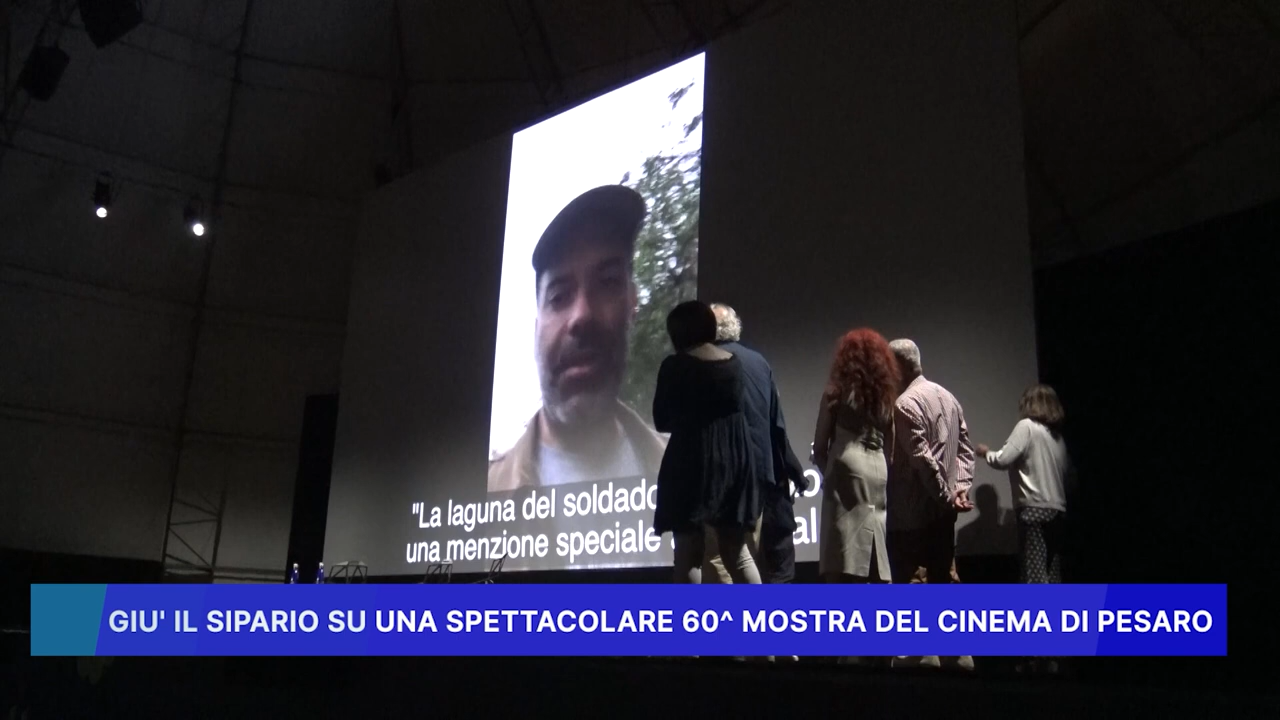 "La laguna del soldado
una menzione speciale al
GIU' IL SIPARIO SU UNA SPETTACOLARE 60^ MOSTRA DEL CINEMA DI PESARO